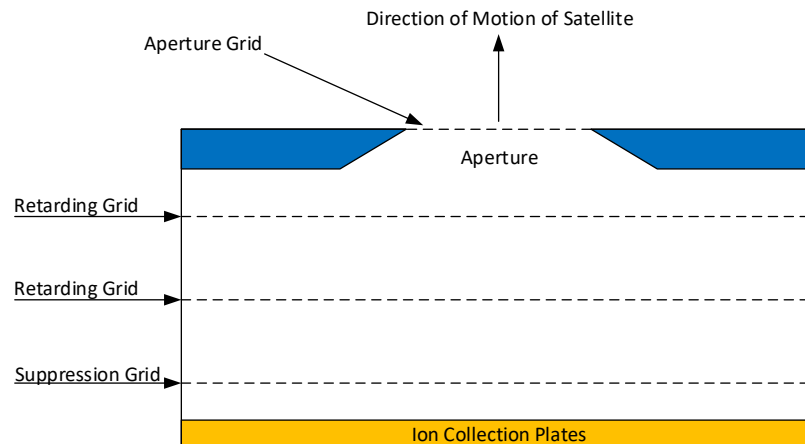 Direction of Motion of Satellite
Aperture Grid
Aperture
Retarding Grid
Retarding Grid
Suppression Grid
Ion Collection Plates